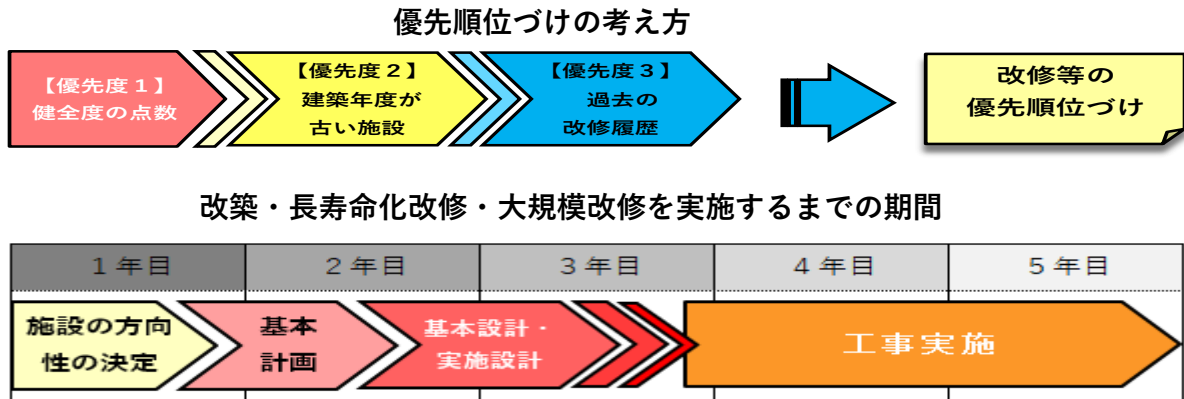 優先順位づけの考え方
【優先度１】
健全度の点数
【優先度２】
建築年度が
古い施設
【優先度３】
過去の
改修履歴
改修等の
優先順位づけ
改築・長寿命化改修・大規模改修を実施するまでの期間
１年目
２年目
３年目
４年目
５年目
施設の方向
性の決定
基本
計画
基本設計・
実施設計
工事実施